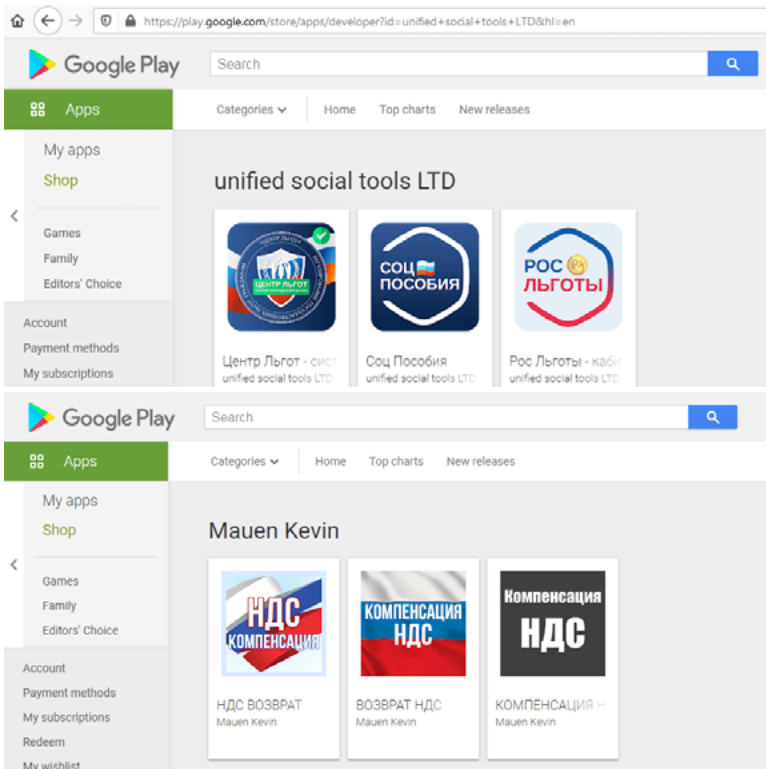 https://play.google.com/store/apps/developer?id=unified+social+tools+LTD&hl=en
Google Play
Search
Apps
Categories
Home
Top charts
New releases
My apps
Shop
Games
Family
Editors' Choice
Account
Payment methods
My subscriptions
unified social tools LTD
ЦЕНТР ЛЬГОТ
СОЦ
ПОСОБИЯ
РОС
ЛЬГОТЫ
Центр Льгот - сист
unified social tools LTD
Соц Пособия
unified social tools LTD
Рос Льготы - каби
unified social tools LTD
Google Play
Search
Apps
Categories
Home
Top charts
New releases
My apps
Shop
Games
Family
Editors' Choice
Account
Payment methods
My subscriptions
Redeem
My wishlist
Mauen Kevin
НДС
КОМПЕНСАЦИЯ
КОМПЕНСАЦИЯ
НДС
Компенсация
НДС
НДС ВОЗВРАТ
Mauen Kevin
ВОЗВРАТ НДС
Mauen Kevin
КОМПЕНСАЦИЯ Н
Mauen Kevin